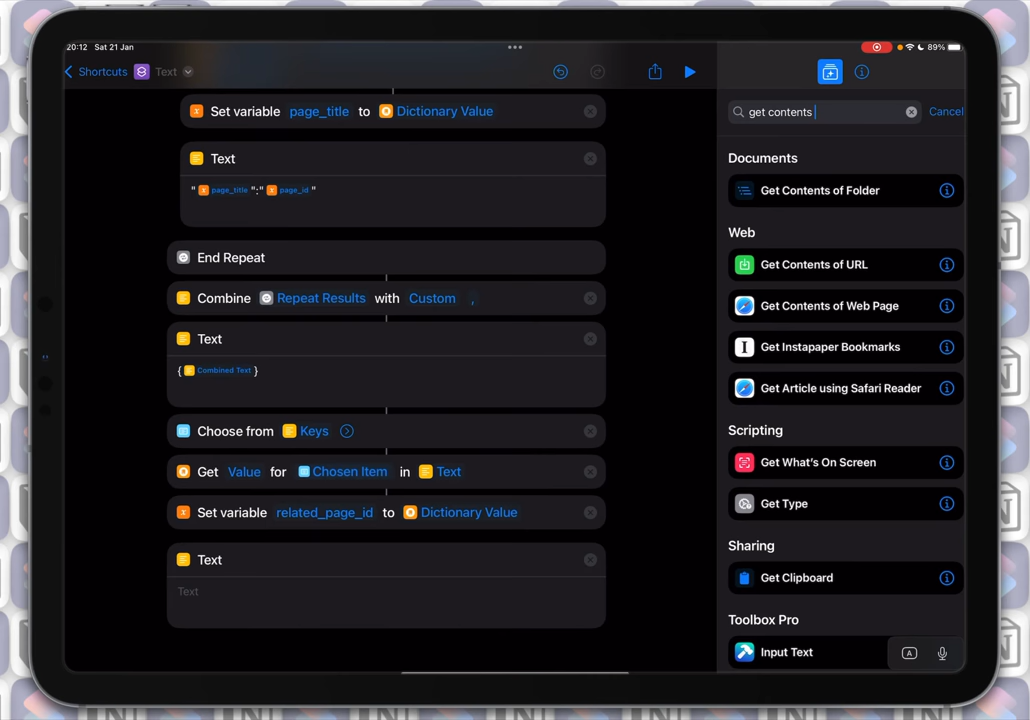 20:12 Sat 21 Jan
89%
Shortcuts Text
get contents
Cancel
Set variable page_title to Dictionary Value
Text
" page_title ":" page_id "
End Repeat
Combine Repeat Results with Custom ,
Text
{ Combined Text }
Choose from Keys
Get Value for Chosen Item in Text
Set variable related_page_id to Dictionary Value
Text
Text
Documents
Get Contents of Folder
Web
Get Contents of URL
Get Contents of Web Page
Get Instapaper Bookmarks
Get Article using Safari Reader
Scripting
Get What's On Screen
Get Type
Sharing
Get Clipboard
Toolbox Pro
Input Text
A